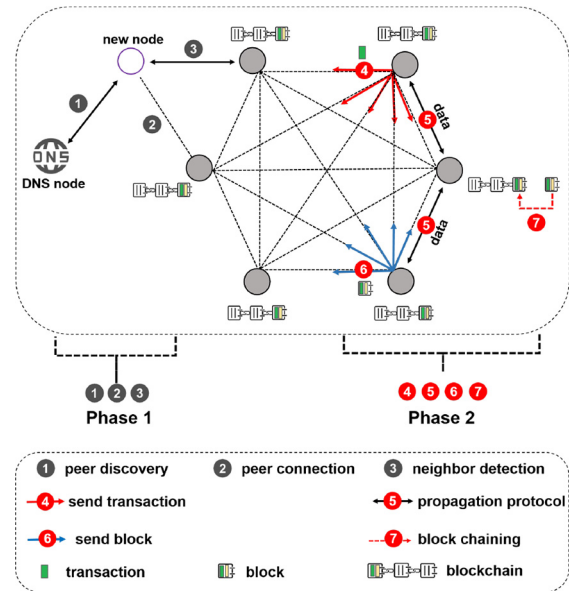 new node
3
1
2
DNS
DNS node
4
5
data
7
5
data
6
1 2 3
4 5 6 7
Phase 1
Phase 2
1 peer discovery
2 peer connection
3 neighbor detection
4 send transaction
5 propagation protocol
6 send block
7 block chaining
transaction
block
blockchain